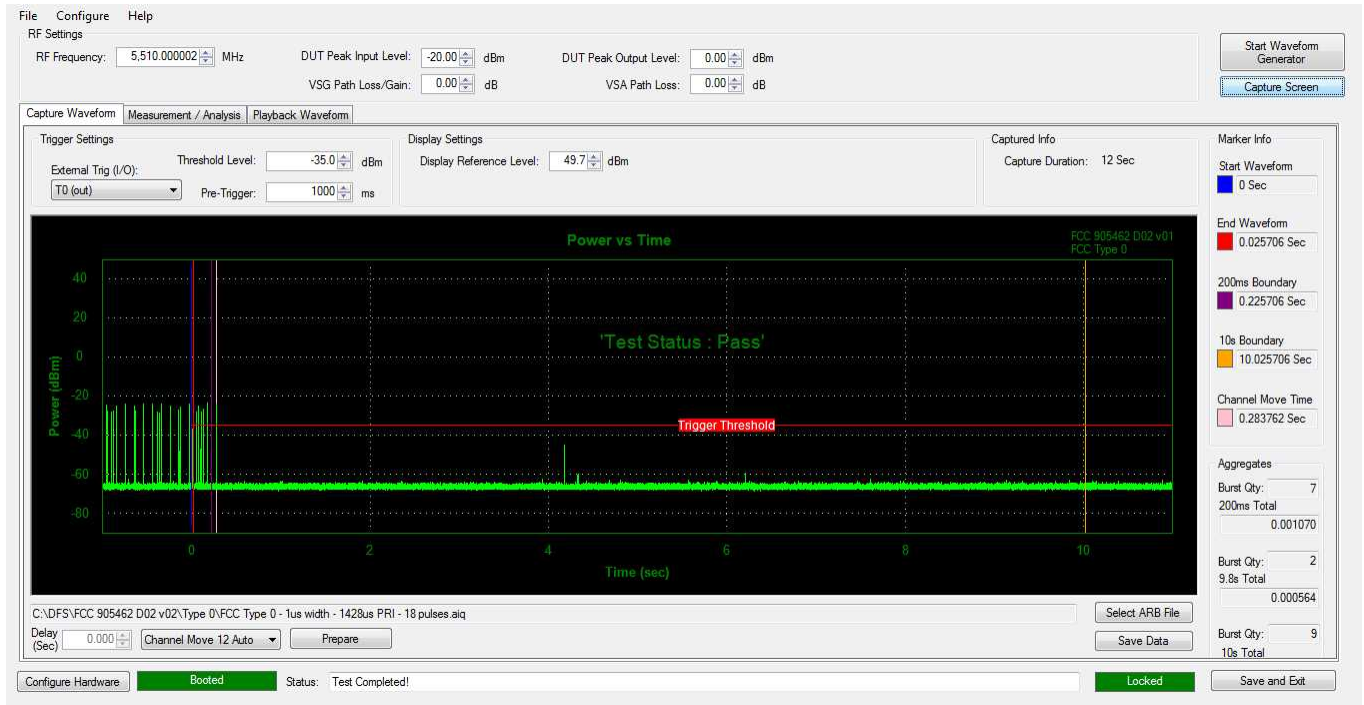 File Configure Help
RF Settings
RF Frequency: 5,510.000002 MHz DUT Peak Input Level: -20.00 dBm DUT Peak Output Level: 0.00 dBm
VSG Path Loss/Gain: 0.00 dB VSA Path Loss: 0.00 dB
Start Waveform
Generator
Capture Screen
Capture Waveform Measurement / Analysis Playback Waveform
Trigger Settings
External Trig (I/O):
T0 (out)
Threshold Level: -35.0 dBm
Pre-Trigger: 1000 ms
Display Settings
Display Reference Level: 49.7 dBm
Captured Info
Capture Duration: 12 Sec
Marker Info
Start Waveform
0 Sec
End Waveform
0.025706 Sec
200ms Boundary
0.225706 Sec
10s Boundary
10.025706 Sec
Channel Move Time
0.283762 Sec
Aggregates
Burst Qty: 7
200ms Total
0.001070
Burst Qty: 2
9.8s Total
0.000564
Burst Qty: 9
10s Total
Power vs Time
FCC 905462 D02 v01
FCC Type 0
'Test Status : Pass'
Trigger Threshold
Power (dBm)
40
20
0
-20
-40
-60
-80
0 2 4 6 8 10
Time (sec)
C:\DFS\FCC 905462 D02 v02\Type 0\FCC Type 0 - 1us width - 1428us PRI - 18 pulses.aiq
Select ARB File
Delay
(Sec)
0.000 Channel Move 12 Auto Prepare Save Data
Configure Hardware Booted Status: Test Completed! Locked Save and Exit